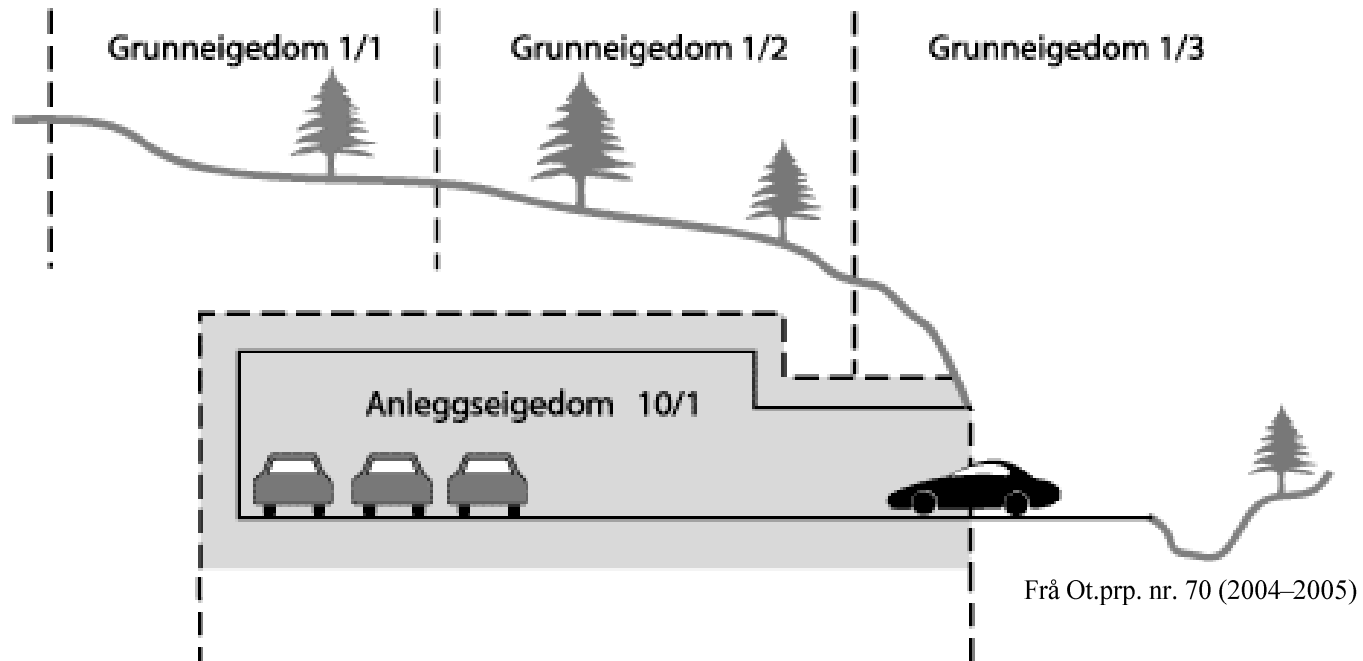 Grunneigedom 1/1
Grunneigedom 1/2
Grunneigedom 1/3
Anleggseigedom 10/1
Frå Ot.prp. nr. 70 (2004–2005)